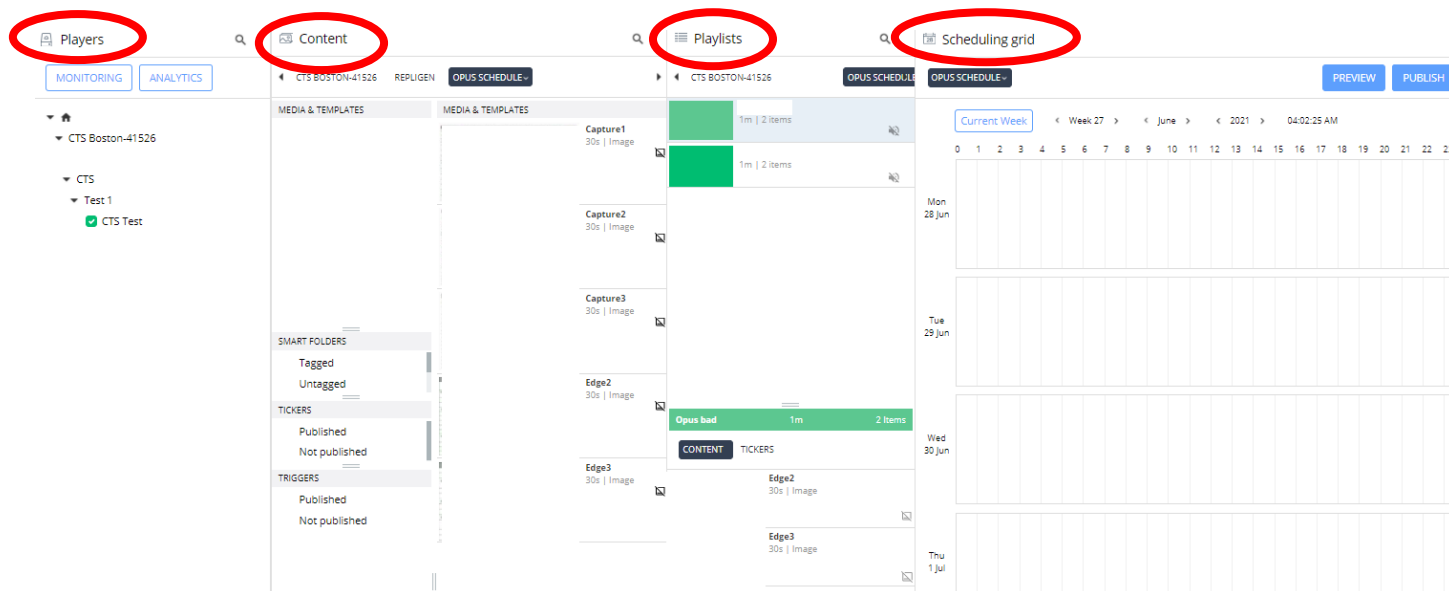 Players
MONITORING
ANALYTICS
CTS Boston-41526
CTS
Test 1
CTS Test
Content
CTS BOSTON-41526
REPLIGEN
OPUS SCHEDULE
MEDIA & TEMPLATES
SMART FOLDERS
Tagged
Untagged
TICKERS
Published
Not published
TRIGGERS
Published
Not published
MEDIA & TEMPLATES
Capture1
30s | Image
Capture2
30s | Image
Capture3
30s | Image
Edge2
30s | Image
Edge3
30s | Image
Playlists
CTS BOSTON-41526
OPUS SCHEDULE
1m | 2 items
1m | 2 items
Opus bad 1m 2 Items
CONTENT
TICKERS
Edge2
30s | Image
Edge3
30s | Image
Scheduling grid
OPUS SCHEDULE
PREVIEW
PUBLISH
Current Week < Week 27 > < June > < 2021 > 04:02:25 AM
0 1 2 3 4 5 6 7 8 9 10 11 12 13 14 15 16 17 18 19 20 21 22
Mon
28 Jun
Tue
29 Jun
Wed
30 Jun
Thu
1 Jul